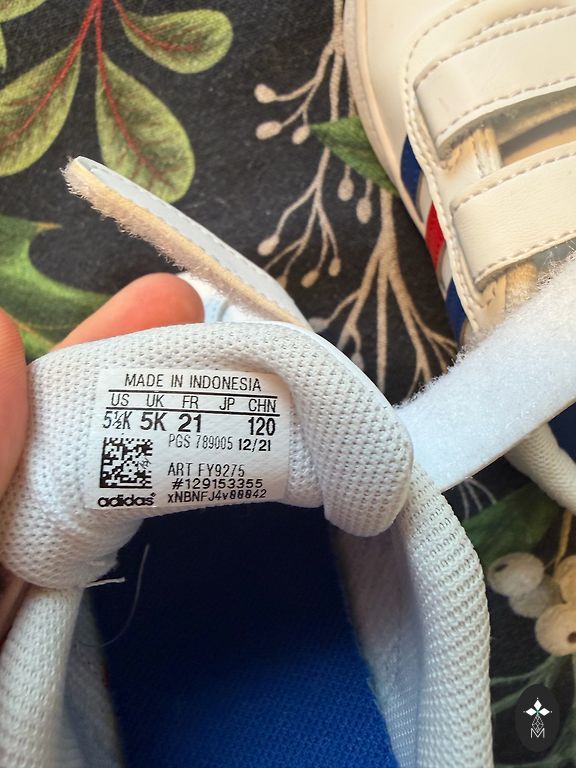 MADE IN INDONESIA
US UK FR JP CHN
5½K 5K 21 120
PGS 789005 12/21
ART FY9275
#129153355
adidas xNBNFJ4v00042
M